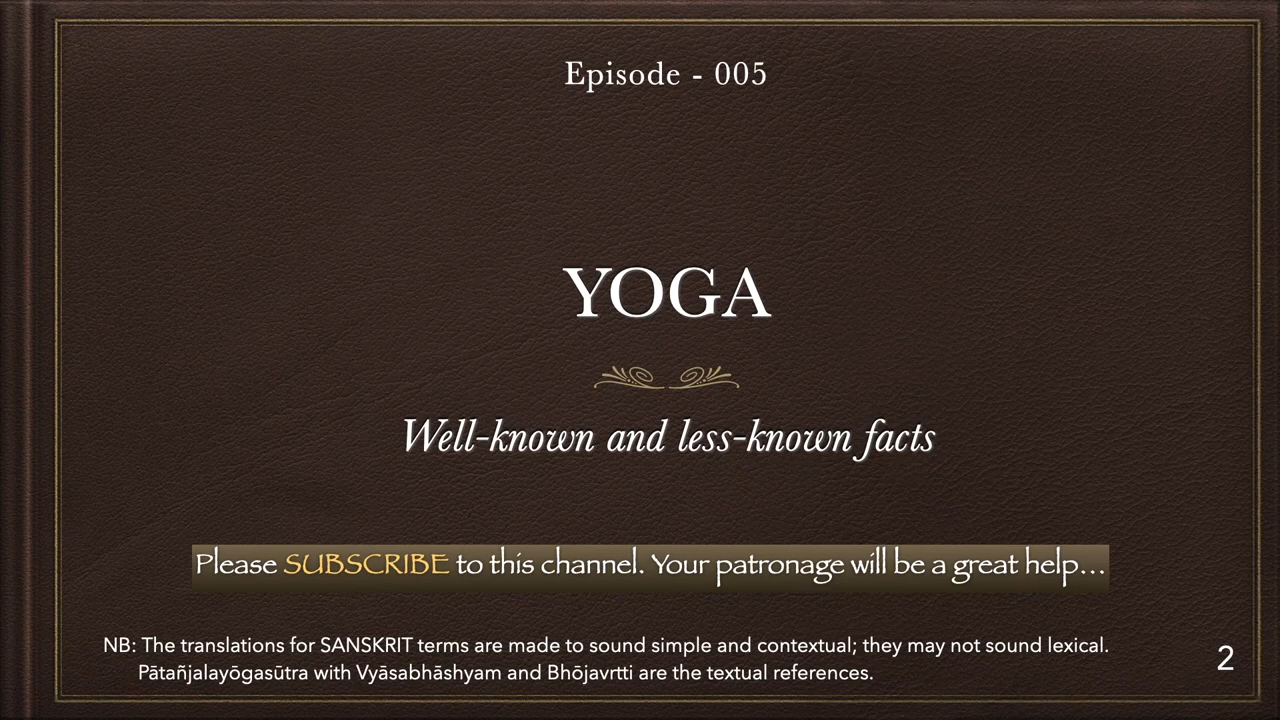 Episode - 005
YOGA
Well-known and less-known facts
Please SUBSCRIBE to this channel. Your patronage will be a great help...
NB: The translations for SANSKRIT terms are made to sound simple and contextual; they may not sound lexical.
Pātañjalayōgasūtra with Vyāsabhāshyam and Bhōjavrtti are the textual references.
2